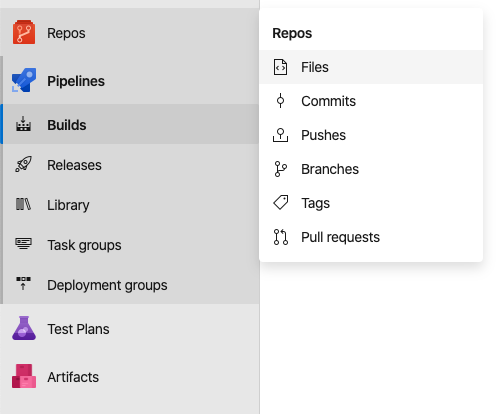 Repos
Pipelines
Builds
Releases
Library
Task groups
Deployment groups
Test Plans
Artifacts
Repos
Files
Commits
Pushes
Branches
Tags
Pull requests